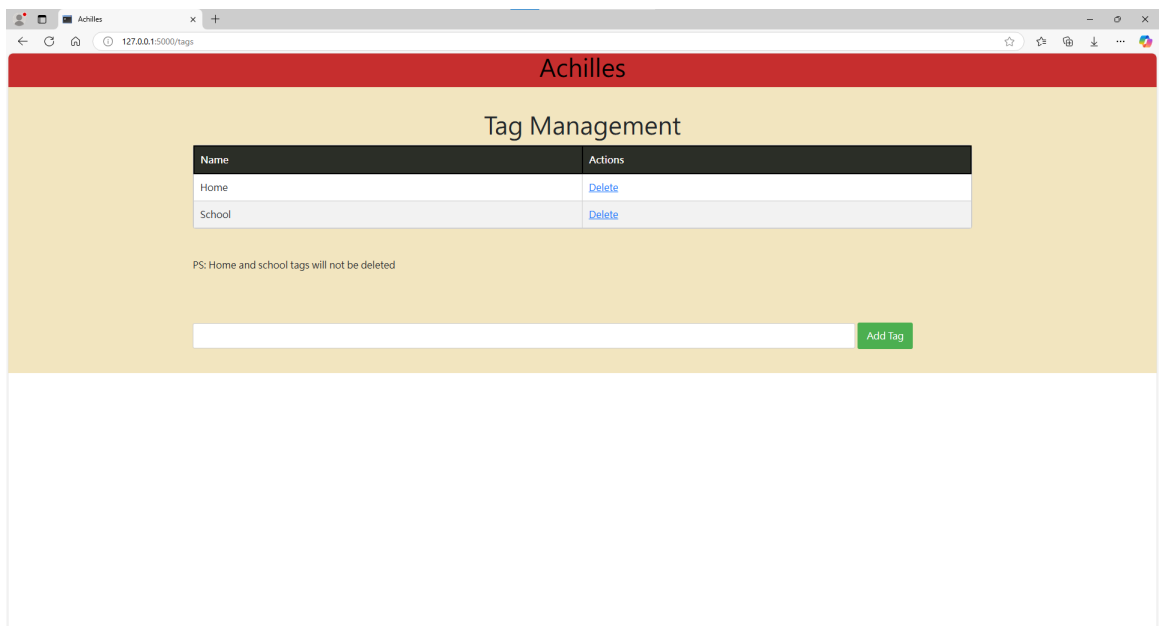 Achilles
127.0.0.1:5000/tags
Achilles
Tag Management
Name Actions
Home Delete
School Delete
PS: Home and school tags will not be deleted
Add Tag